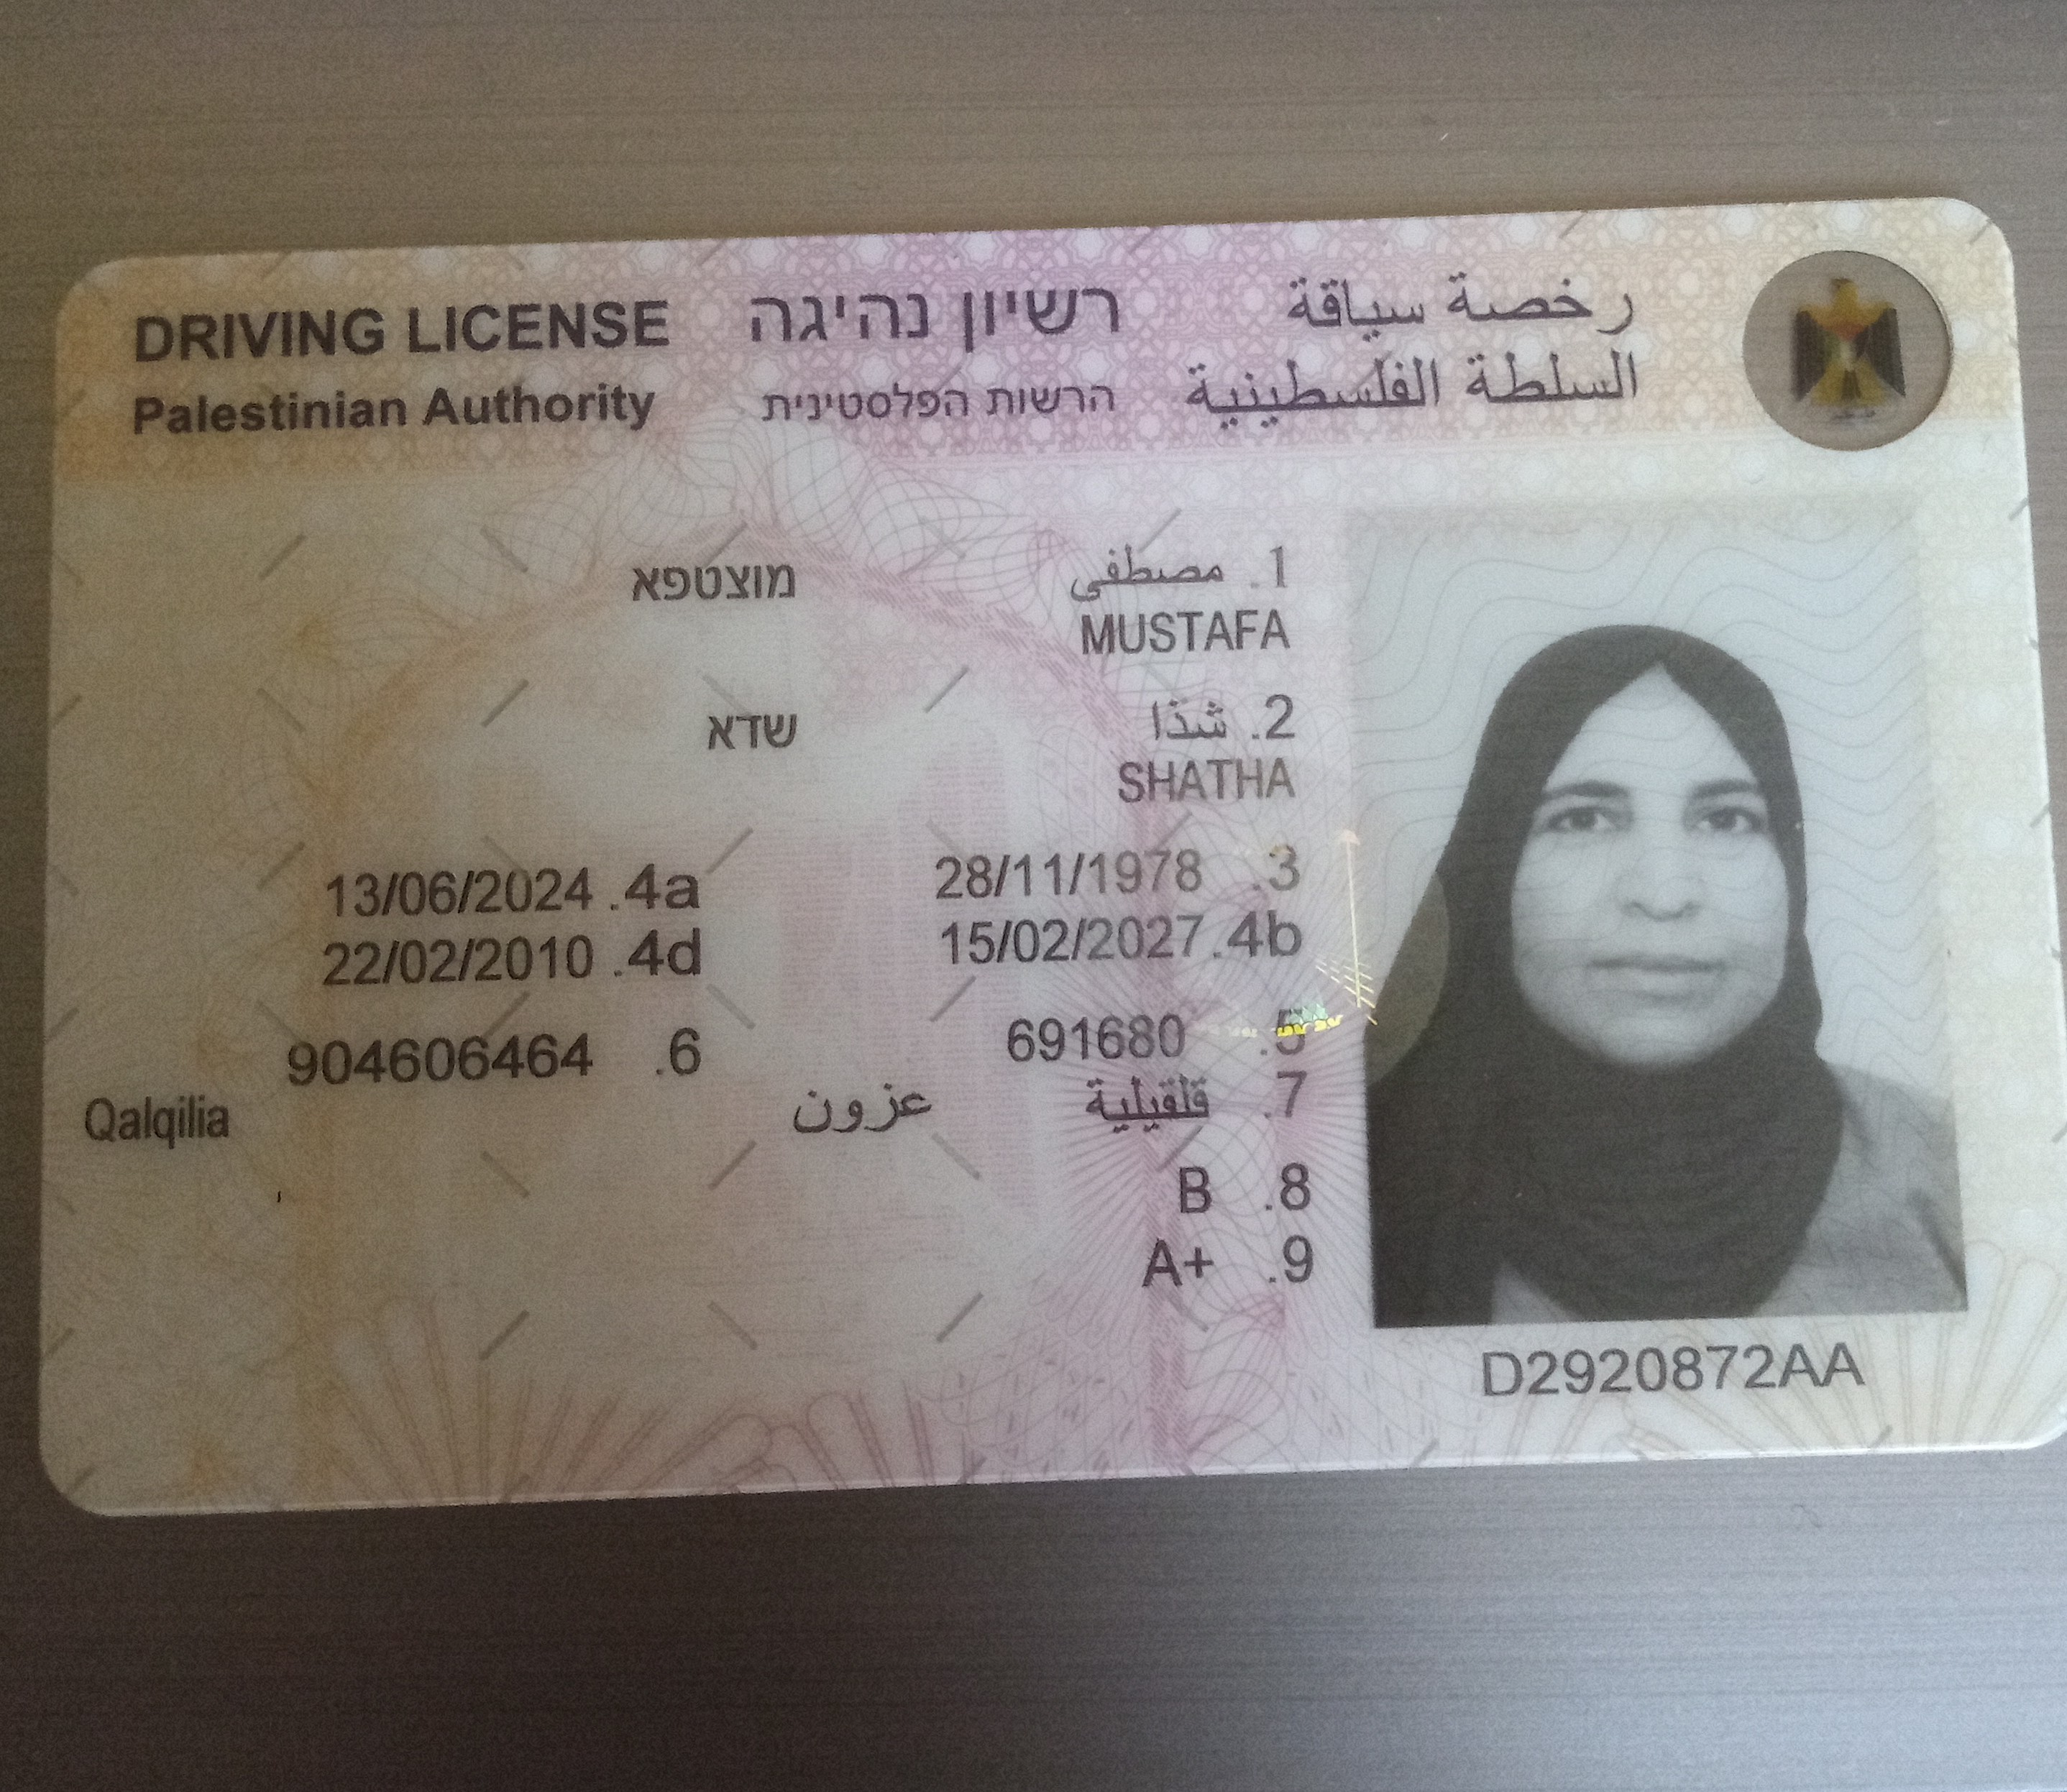 DRIVING LICENSE רשיון נהיגה رخصة سياقة
Palestinian Authority הרשות הפלסטינית السلطة الفلسطينية
1. مصطفى מוצטפא
MUSTAFA
2. شذا שדא
SHATHA
3. 28/11/1978 4a. 13/06/2024
4b. 15/02/2027 4d. 22/02/2010
5. 691680 6. 904606464
7. قلقيلية عزون Qalqilia
8. B
9. A+
D2920872AA